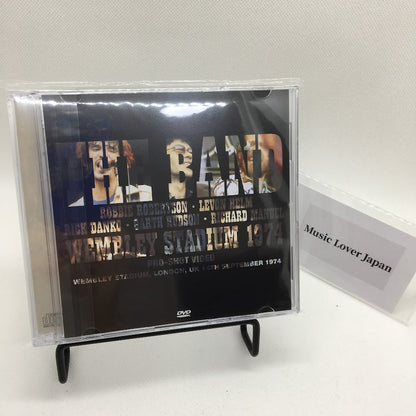 THE BAND
ROBBIE ROBERTSON · LEVON HELM
RICK DANKO · GARTH HUDSON · RICHARD MANUEL
WEMBLEY STADIUM 1974
PRO-SHOT VIDEO
WEMBLEY STADIUM, LONDON, UK 14TH SEPTEMBER 1974
DVD
Music Lover Japan